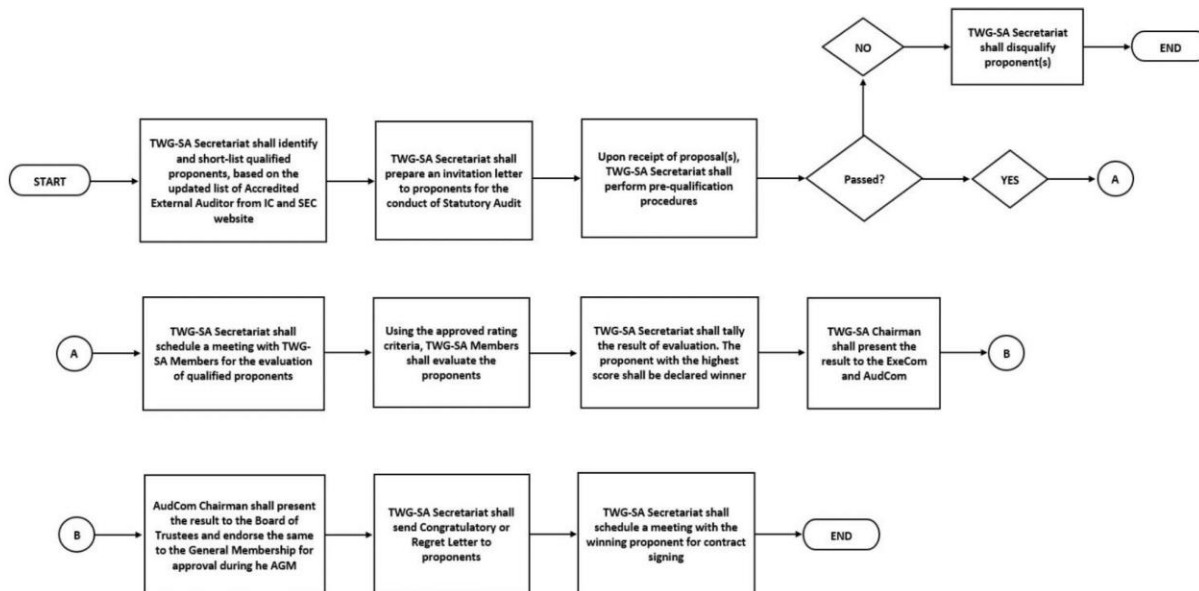 START
TWG-SA Secretariat shall identify
and short-list qualified
proponents, based on the
updated list of Accredited
External Auditor from IC and SEC
website
TWG-SA Secretariat shall
prepare an invitation letter
to proponents for the
conduct of Statutory Audit
Upon receipt of proposal(s),
TWG-SA Secretariat shall
perform pre-qualification
procedures
Passed?
NO
TWG-SA Secretariat
shall disqualify
proponent(s)
END
YES
A
A
TWG-SA Secretariat shall
schedule a meeting with TWG-
SA Members for the evaluation
of qualified proponents
Using the approved rating
criteria, TWG-SA Members
shall evaluate the
proponents
TWG-SA Secretariat shall tally
the result of evaluation. The
proponent with the highest
score shall be declared winner
TWG-SA Chairman
shall present the
result to the ExeCom
and AudCom
B
B
AudCom Chairman shall present
the result to the Board of
Trustees and endorse the same
to the General Membership for
approval during he AGM
TWG-SA Secretariat shall
send Congratulatory or
Regret Letter to
proponents
TWG-SA Secretariat shall
schedule a meeting with the
winning proponent for contract
signing
END